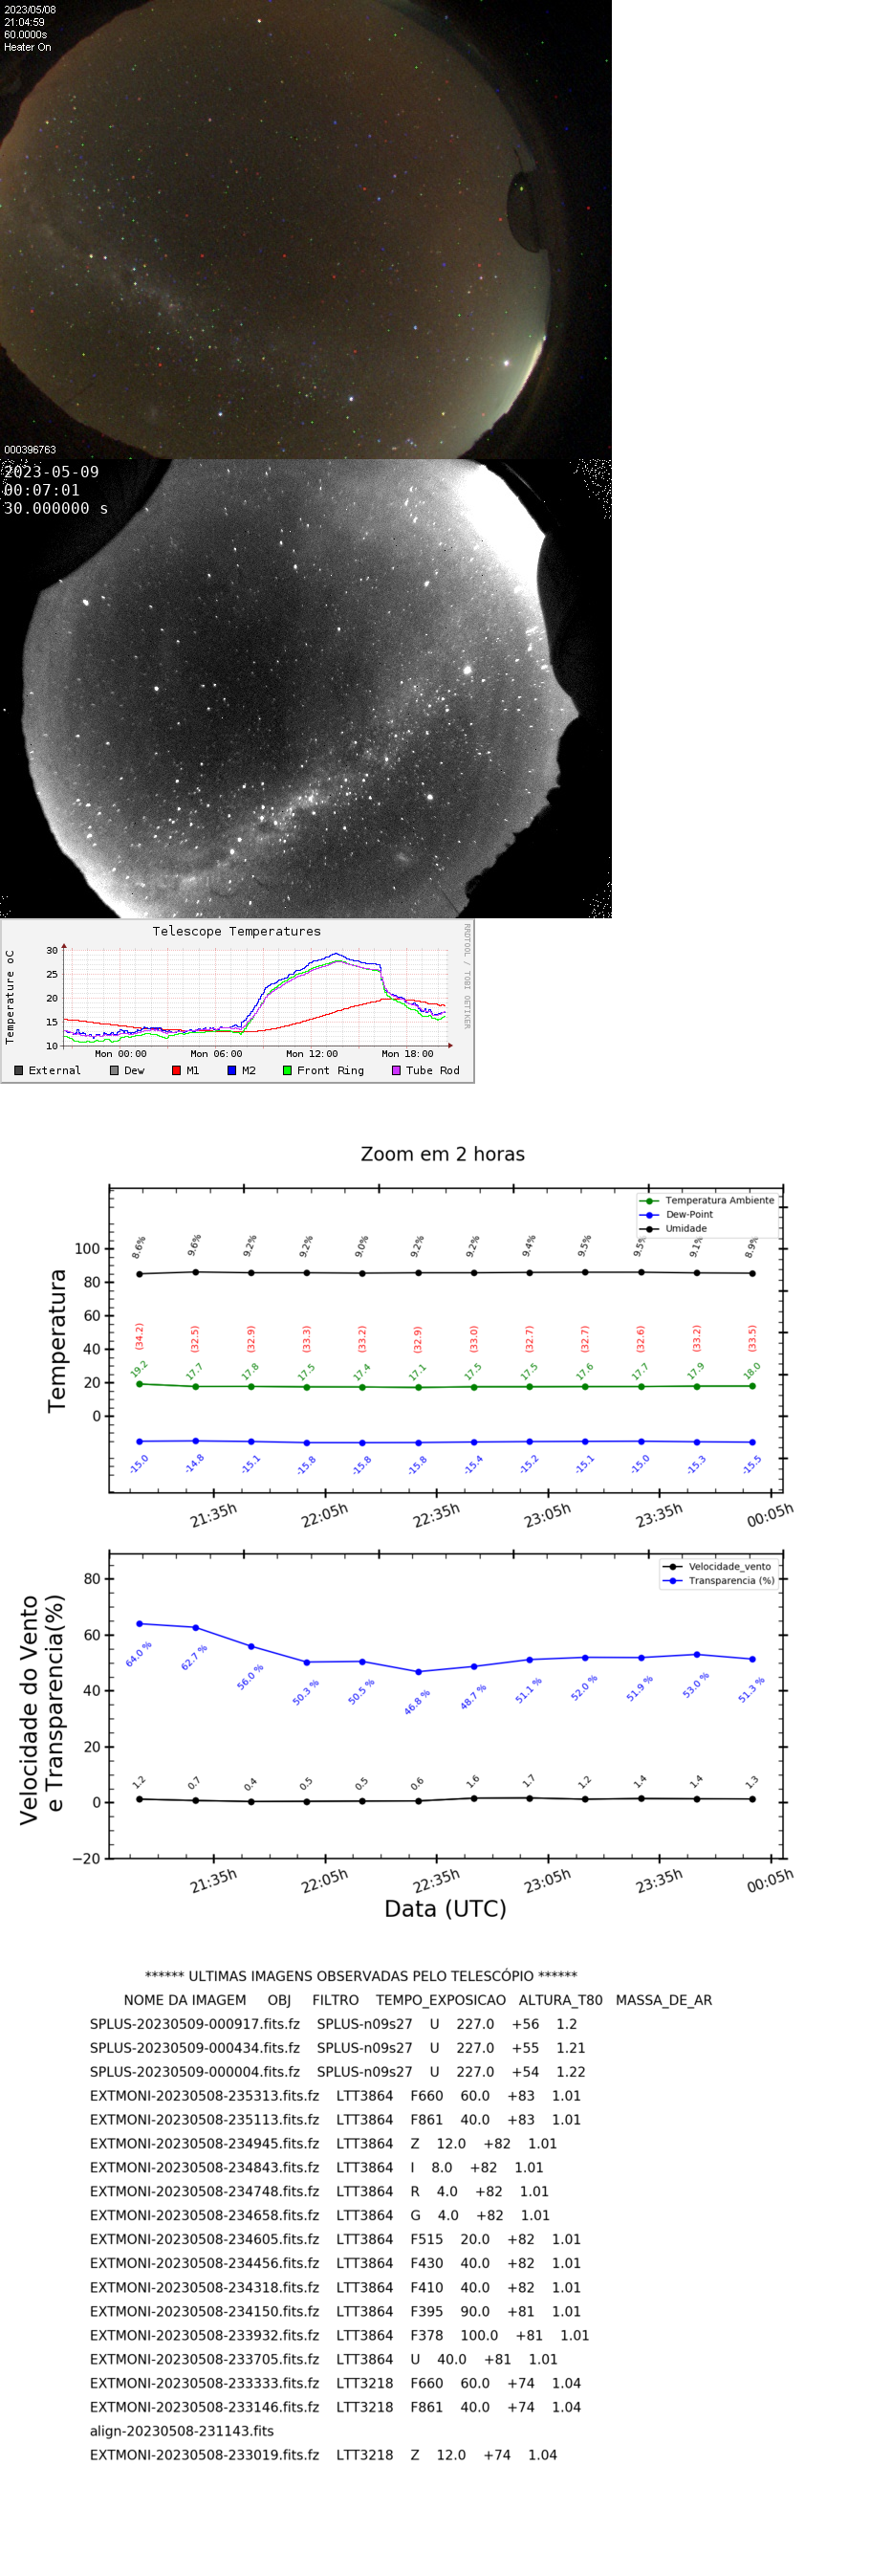 2023/05/08
21:04:59
60.0000s
Heater On
000396763
2023-05-09
00:07:01
30.000000 s
Telescope Temperatures
RRDTOOL / TOBI OETIKER
Temperature oC
30
25
20
15
10
Mon 00:00 Mon 06:00 Mon 12:00 Mon 18:00
External Dew M1 M2 Front Ring Tube Rod
Zoom em 2 horas
Temperatura Ambiente
Dew-Point
Umidade
Temperatura
100
80
60
40
20
0
8.6% 9.6% 9.2% 9.2% 9.0% 9.2% 9.2% 9.4% 9.5% 9.5% 9.1% 8.9%
(34.2) (32.5) (32.9) (33.3) (33.2) (32.9) (33.0) (32.7) (32.7) (32.6) (33.2) (33.5)
19.2 17.7 17.8 17.5 17.4 17.1 17.5 17.5 17.6 17.7 17.9 18.0
-15.0 -14.8 -15.1 -15.8 -15.8 -15.8 -15.4 -15.2 -15.1 -15.0 -15.3 -15.5
21:35h 22:05h 22:35h 23:05h 23:35h 00:05h
Velocidade_vento
Transparencia (%)
Velocidade do Vento
e Transparencia(%)
80
60
40
20
0
−20
64.0 % 62.7 % 56.0 % 50.3 % 50.5 % 46.8 % 48.7 % 51.1 % 52.0 % 51.9 % 53.0 % 51.3 %
1.2 0.7 0.4 0.5 0.5 0.6 1.6 1.7 1.2 1.4 1.4 1.3
21:35h 22:05h 22:35h 23:05h 23:35h 00:05h
Data (UTC)
****** ULTIMAS IMAGENS OBSERVADAS PELO TELESCÓPIO ******
NOME DA IMAGEM OBJ FILTRO TEMPO_EXPOSICAO ALTURA_T80 MASSA_DE_AR
SPLUS-20230509-000917.fits.fz SPLUS-n09s27 U 227.0 +56 1.2
SPLUS-20230509-000434.fits.fz SPLUS-n09s27 U 227.0 +55 1.21
SPLUS-20230509-000004.fits.fz SPLUS-n09s27 U 227.0 +54 1.22
EXTMONI-20230508-235313.fits.fz LTT3864 F660 60.0 +83 1.01
EXTMONI-20230508-235113.fits.fz LTT3864 F861 40.0 +83 1.01
EXTMONI-20230508-234945.fits.fz LTT3864 Z 12.0 +82 1.01
EXTMONI-20230508-234843.fits.fz LTT3864 I 8.0 +82 1.01
EXTMONI-20230508-234748.fits.fz LTT3864 R 4.0 +82 1.01
EXTMONI-20230508-234658.fits.fz LTT3864 G 4.0 +82 1.01
EXTMONI-20230508-234605.fits.fz LTT3864 F515 20.0 +82 1.01
EXTMONI-20230508-234456.fits.fz LTT3864 F430 40.0 +82 1.01
EXTMONI-20230508-234318.fits.fz LTT3864 F410 40.0 +82 1.01
EXTMONI-20230508-234150.fits.fz LTT3864 F395 90.0 +81 1.01
EXTMONI-20230508-233932.fits.fz LTT3864 F378 100.0 +81 1.01
EXTMONI-20230508-233705.fits.fz LTT3864 U 40.0 +81 1.01
EXTMONI-20230508-233333.fits.fz LTT3218 F660 60.0 +74 1.04
EXTMONI-20230508-233146.fits.fz LTT3218 F861 40.0 +74 1.04
align-20230508-231143.fits
EXTMONI-20230508-233019.fits.fz LTT3218 Z 12.0 +74 1.04